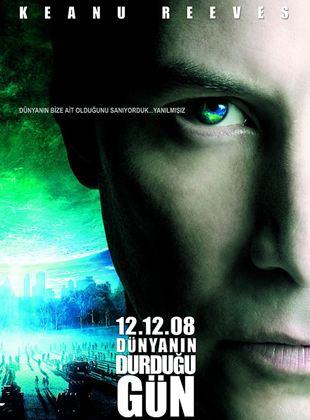 KEANU REEVES
DÜNYANIN BİZE AİT OLDUĞUNU SANIYORDUK...YANILMIŞIZ
12.12.08
DÜNYANIN
DURDUĞU
GÜN